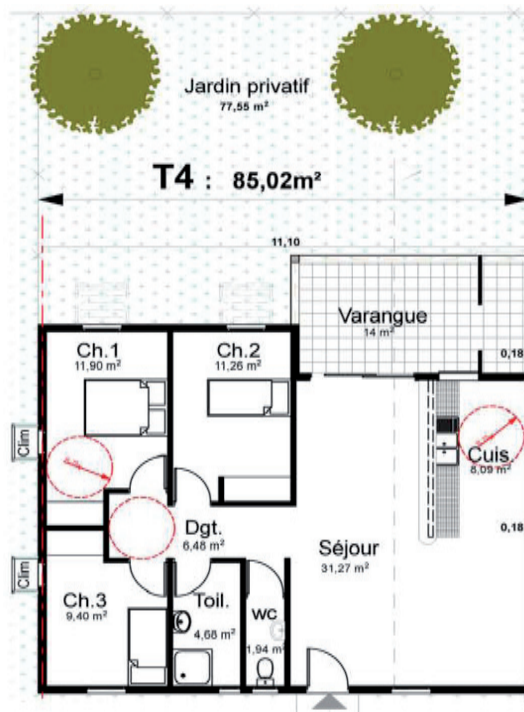 Jardin privatif
77,55 m²
T4 : 85,02m²
11,10
Varangue
14 m²
0,18
Ch.1
11,90 m²
Ch.2
11,26 m²
Clim
Cuis.
8,09 m²
0,18
Dgt.
6,48 m²
Séjour
31,27 m²
Clim
Ch.3
9,40 m²
Toil.
4,68 m²
WC
1,94 m²